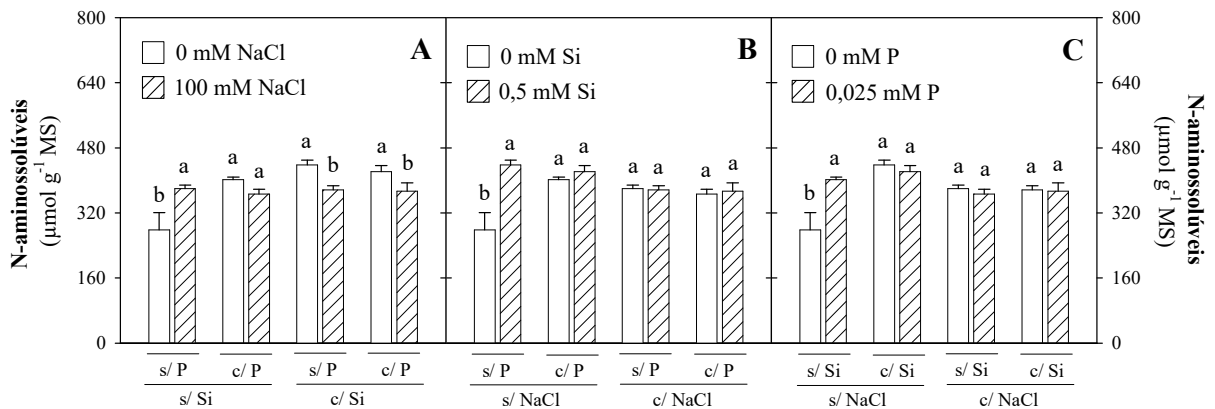 N-aminossolúveis
(μmol g-1 MS)
800
640
480
320
160
0
A
0 mM NaCl
100 mM NaCl
b a a a a b a b
s/ P c/ P s/ P c/ P
s/ Si c/ Si
B
0 mM Si
0,5 mM Si
b a a a a a a a
s/ P c/ P s/ P c/ P
s/ NaCl c/ NaCl
C
0 mM P
0,025 mM P
b a a a a a a a
s/ Si c/ Si s/ Si c/ Si
s/ NaCl c/ NaCl
800
640
480
320
160
0
N-aminossolúveis
(μmol g-1 MS)